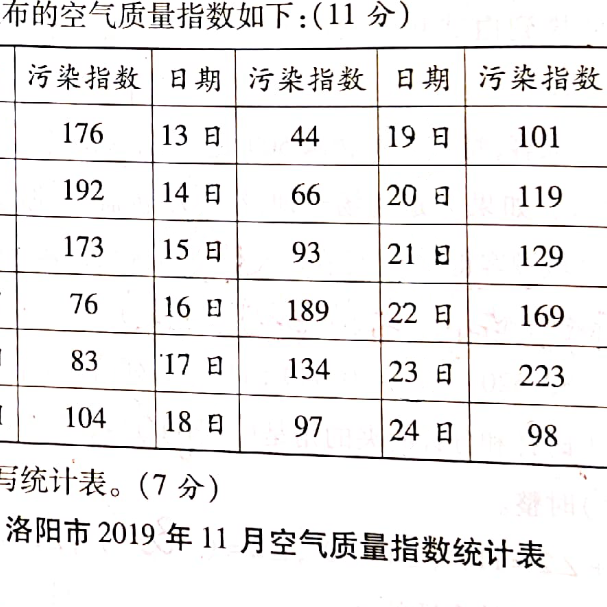 布的空气质量指数如下:(11 分)
污染指数 日期 污染指数 日期 污染指数
176 13 日 44 19 日 101
192 14 日 66 20 日 119
173 15 日 93 21 日 129
76 16 日 189 22 日 169
83 17 日 134 23 日 223
104 18 日 97 24 日 98
写统计表。(7 分)
洛阳市 2019 年 11 月空气质量指数统计表